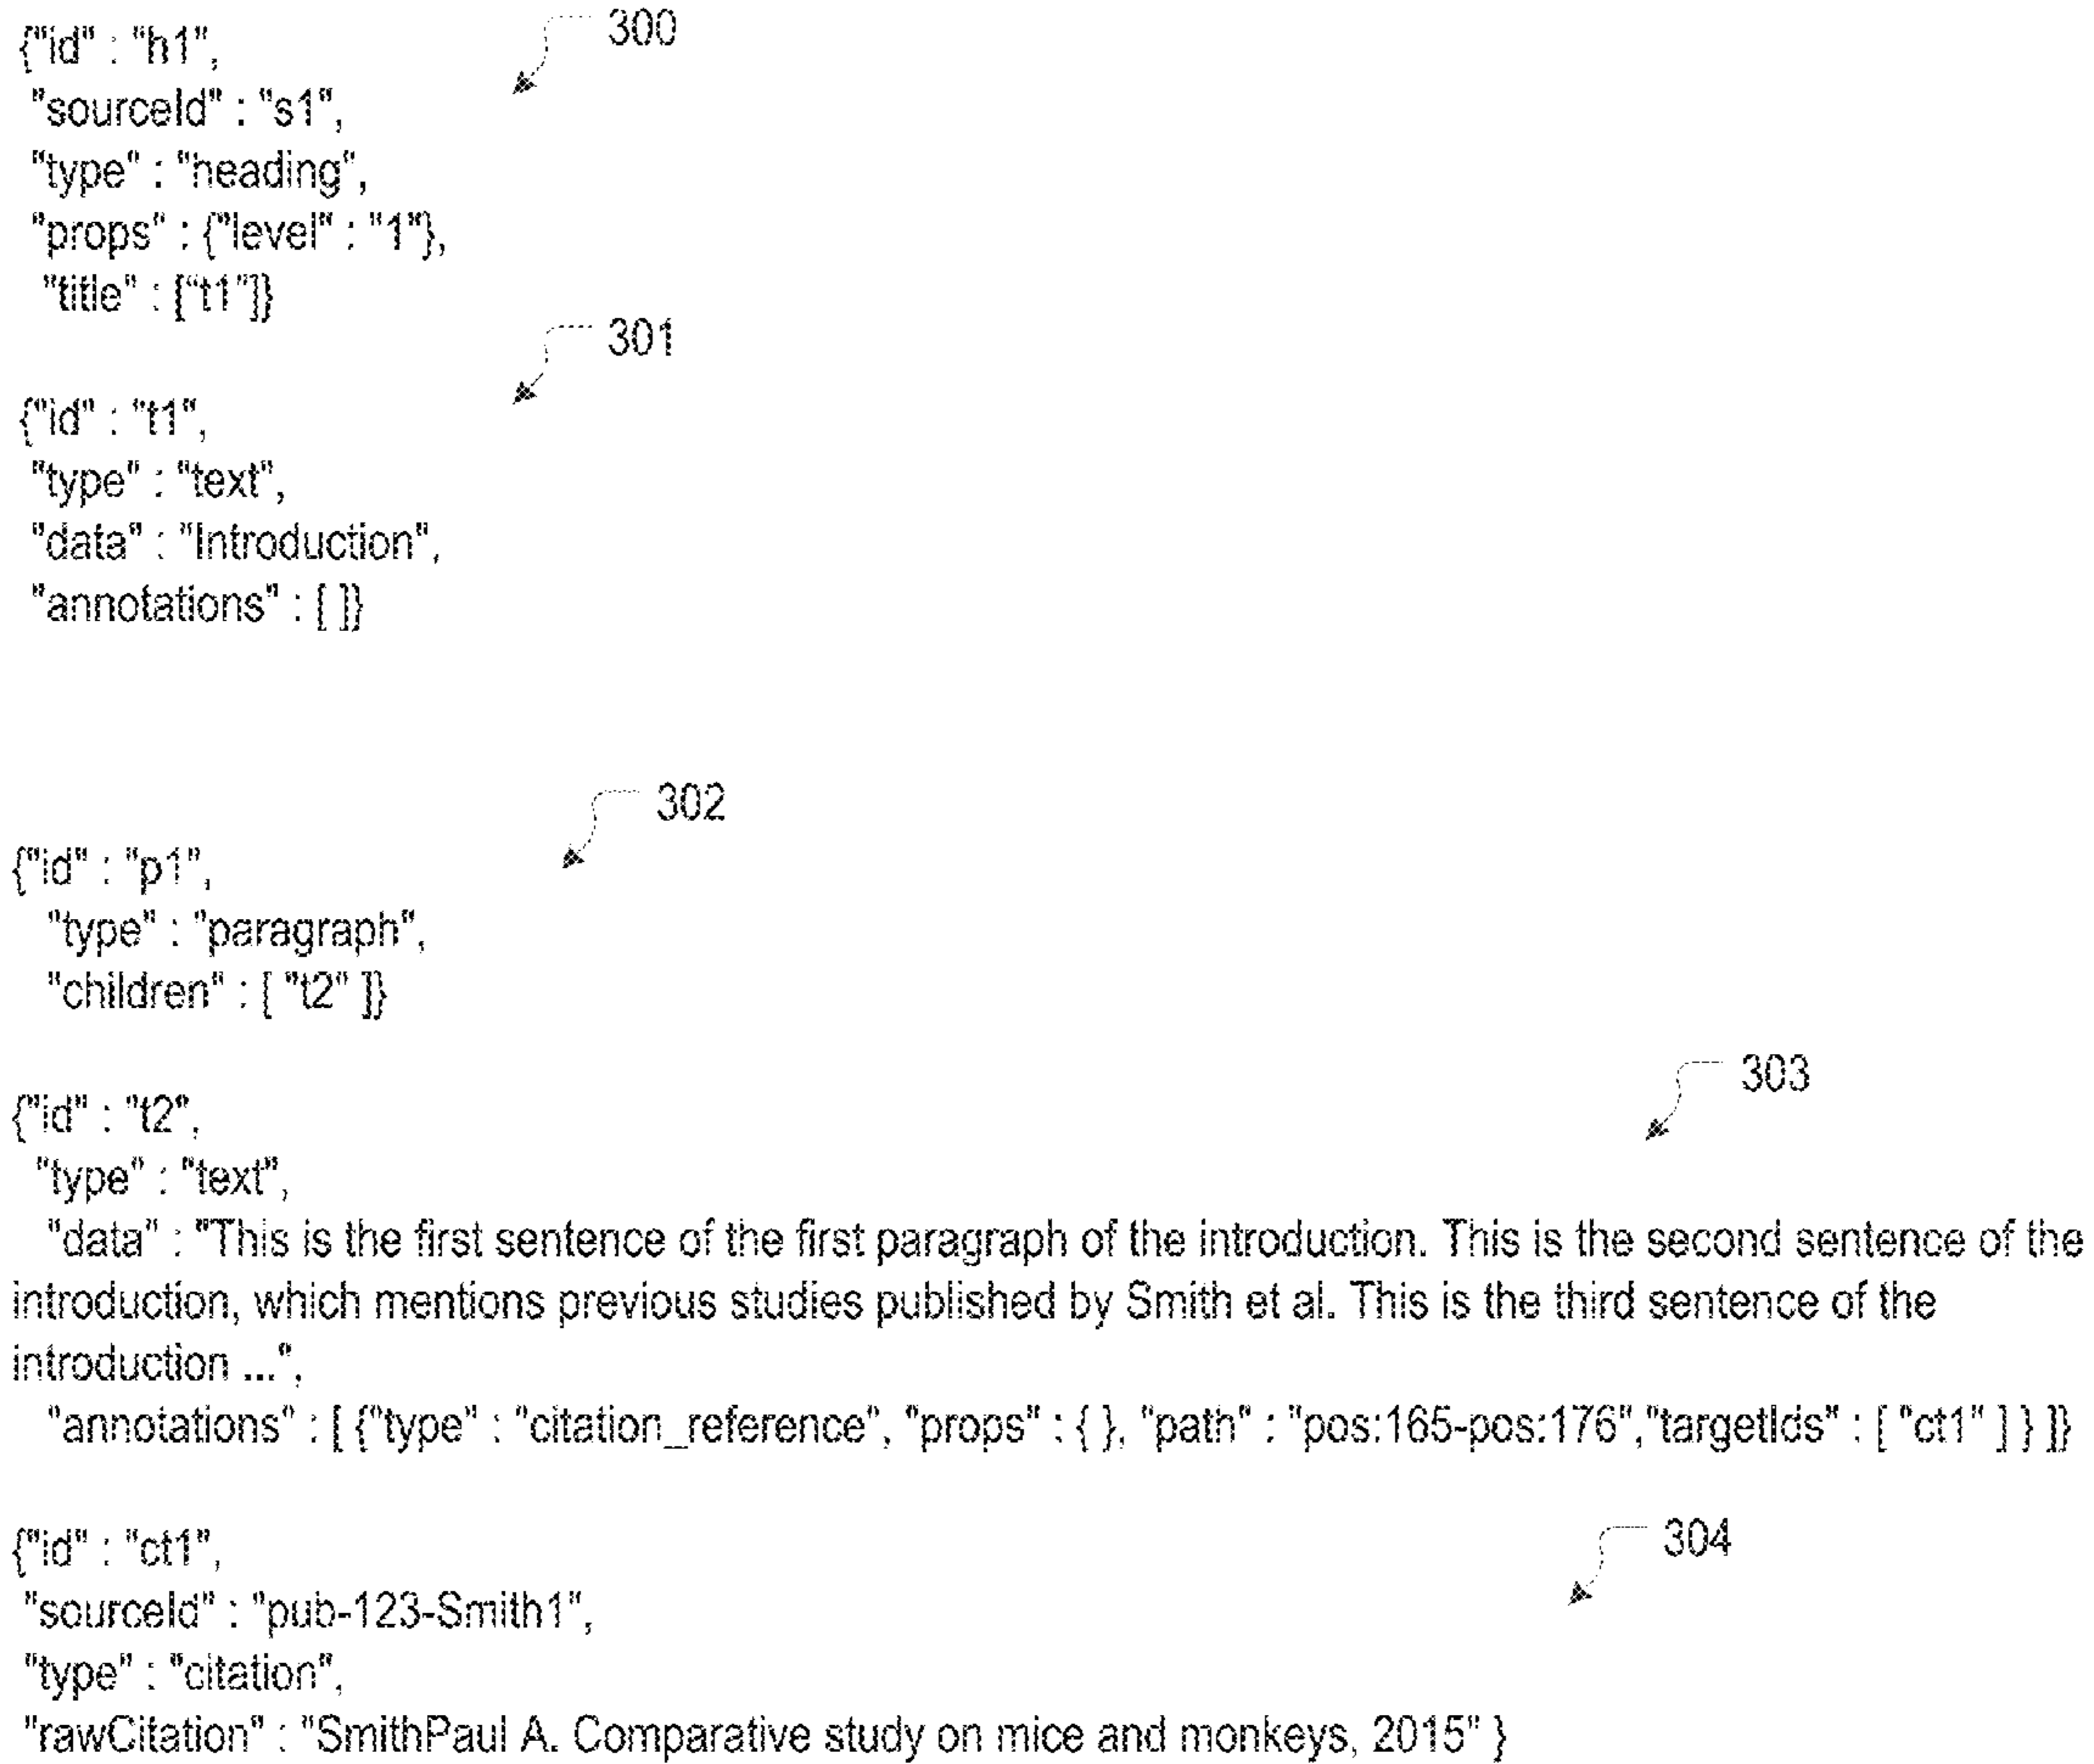 300
{"id" : "h1",
"sourceId" : "s1",
"type" : "heading",
"props" : {"level" : "1"},
"title" : ["t1"]}
301
{"id" : "t1",
"type" : "text",
"data" : "Introduction",
"annotations" : [ ]}
302
{"id" : "p1",
"type" : "paragraph",
"children" : [ "t2" ]}
303
{"id" : "t2",
"type" : "text",
"data" : "This is the first sentence of the first paragraph of the introduction. This is the second sentence of the
introduction, which mentions previous studies published by Smith et al. This is the third sentence of the
introduction ...",
"annotations" : [ {"type" : "citation_reference", "props" : { }, "path" : "pos:165-pos:176","targetIds" : [ "ct1" ] } ]}
304
{"id" : "ct1",
"sourceId" : "pub-123-Smith1",
"type" : "citation",
"rawCitation" : "SmithPaul A. Comparative study on mice and monkeys, 2015" }